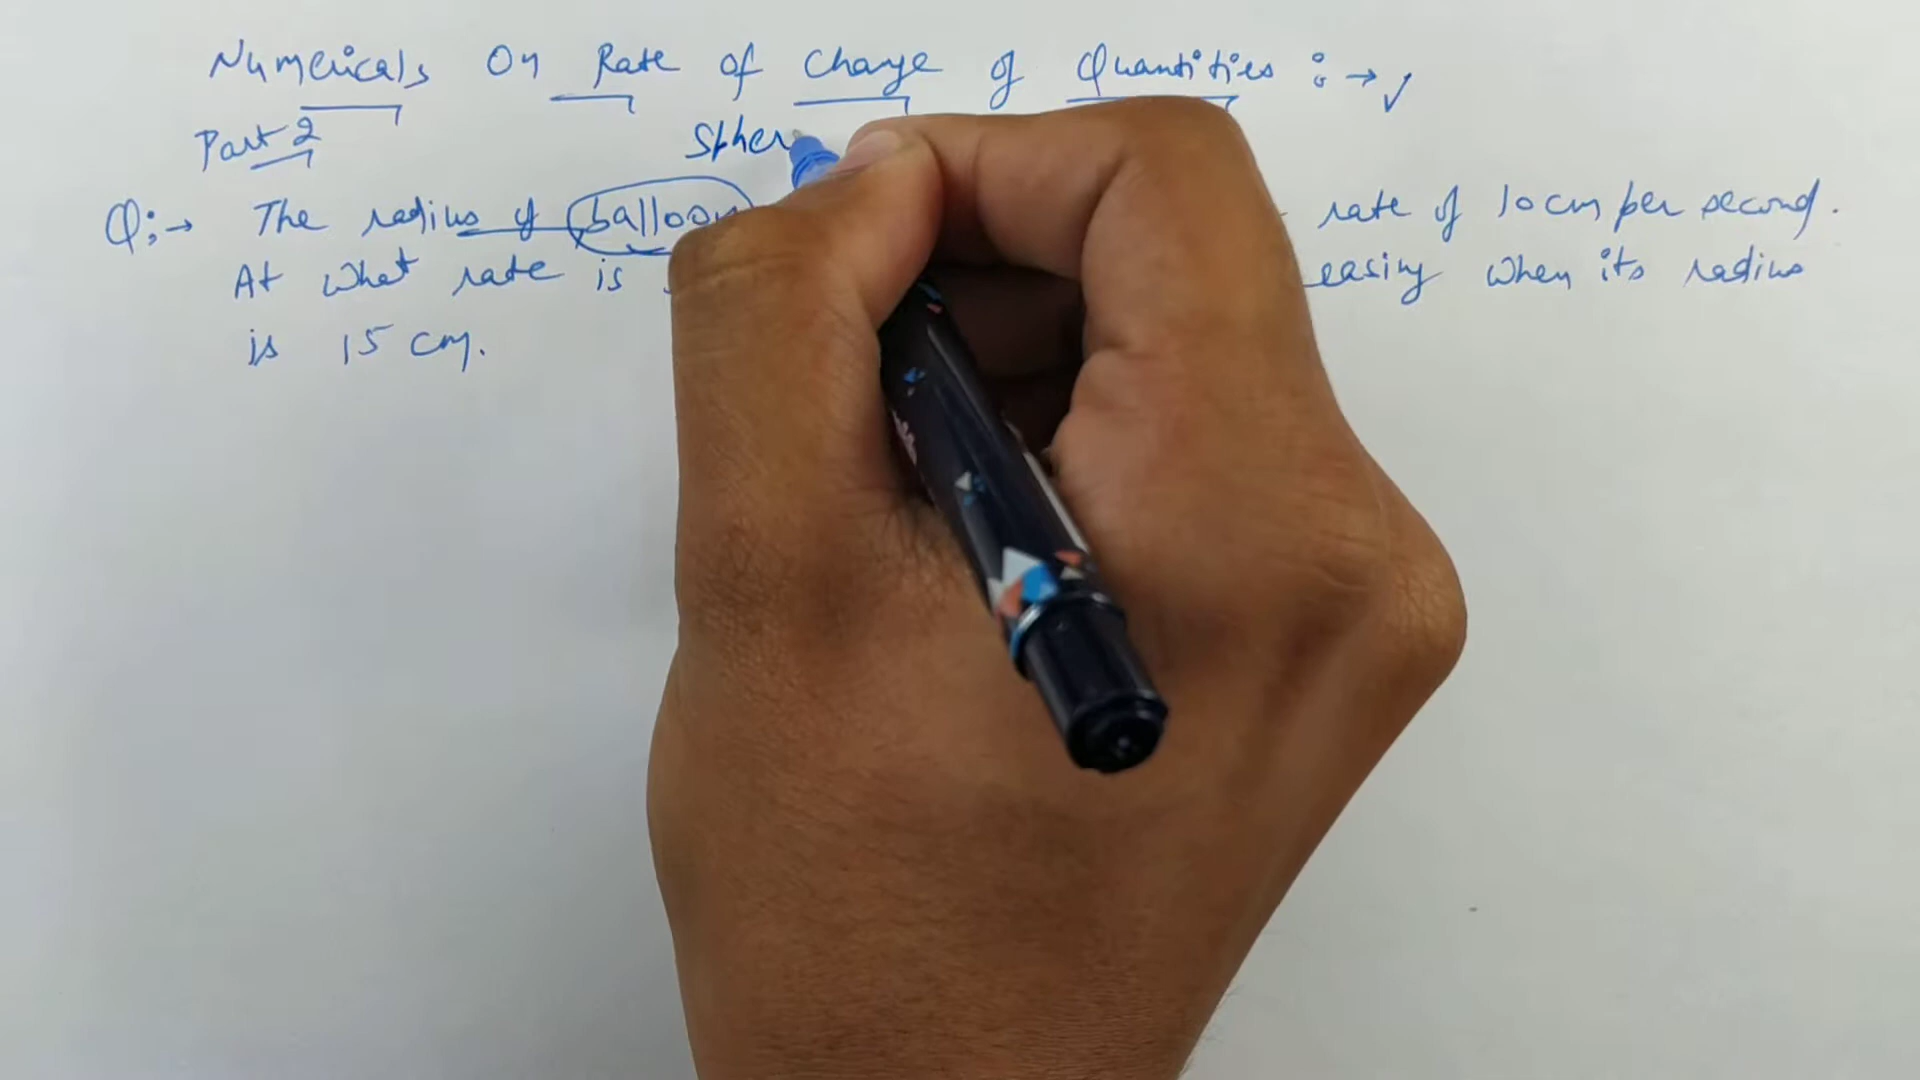 Numericals On Rate of Change of Quantities :→ ✓
Part 2
Spher
Q:→ The radius of balloon rate of 10 cm per second.
At what rate is easing when its radius
is 15 cm.